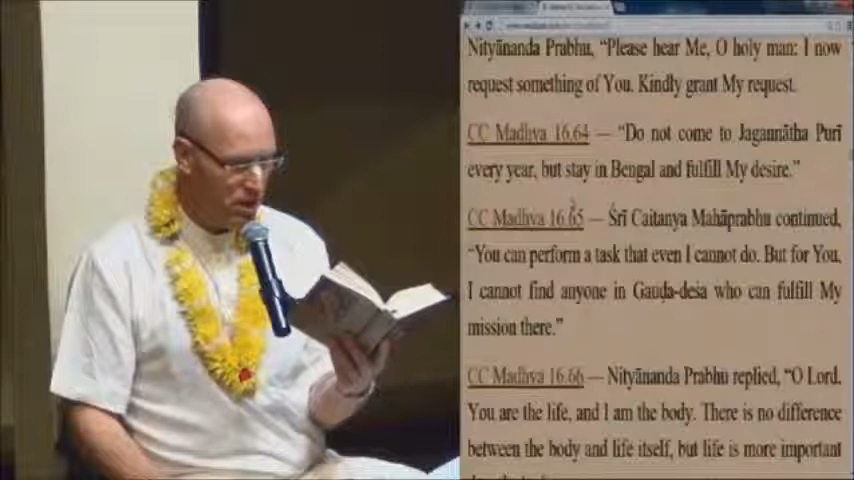 Nityānanda Prabhu, “Please hear Me, O holy man: I now
request something of You. Kindly grant My request.
CC Madhya 16.64 — “Do not come to Jagannātha Purī
every year, but stay in Bengal and fulfill My desire.”
CC Madhya 16.65 — Śrī Caitanya Mahāprabhu continued,
“You can perform a task that even I cannot do. But for You,
I cannot find anyone in Gauḍa-deśa who can fulfill My
mission there.”
CC Madhya 16.66 — Nityānanda Prabhu replied, “O Lord,
You are the life, and I am the body. There is no difference
between the body and life itself, but life is more important